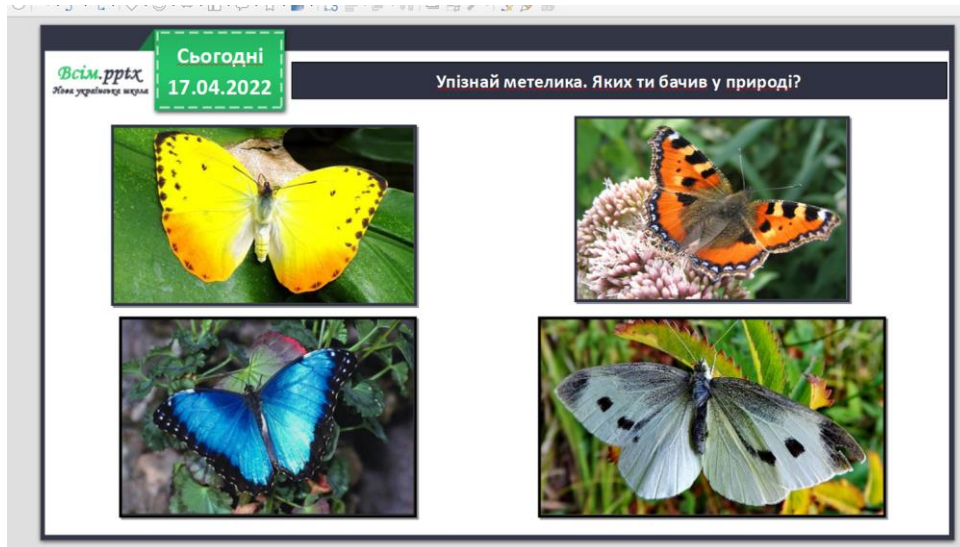 Сьогодні
17.04.2022
Всім.pptx
Нова українська школа
Упізнай метелика. Яких ти бачив у природі?